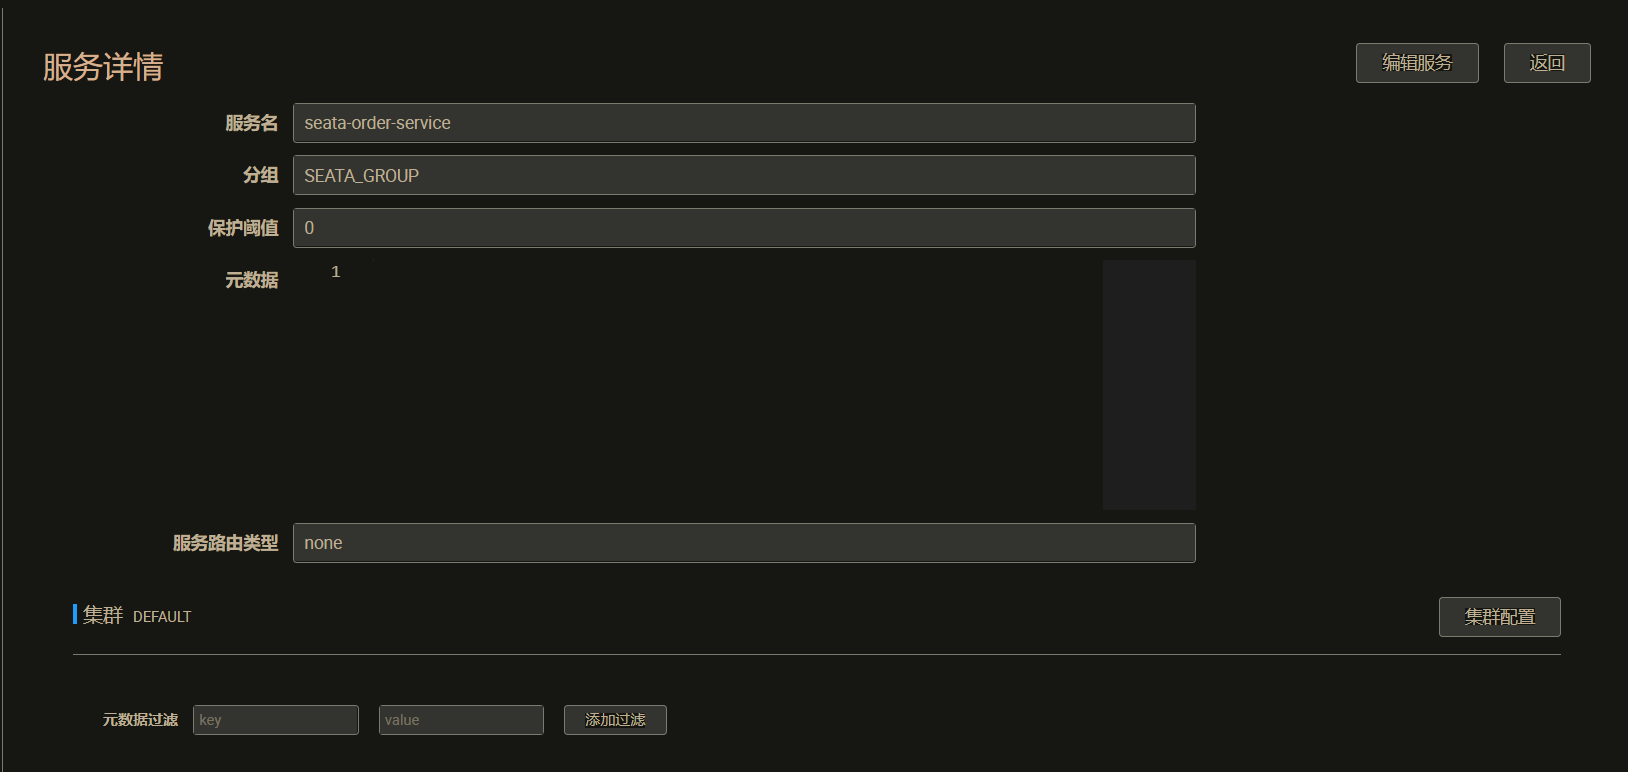 服务详情
编辑服务
返回
服务名
seata-order-service
分组
SEATA_GROUP
保护阈值
0
元数据
1
服务路由类型
none
集群 DEFAULT
集群配置
元数据过滤
key
value
添加过滤